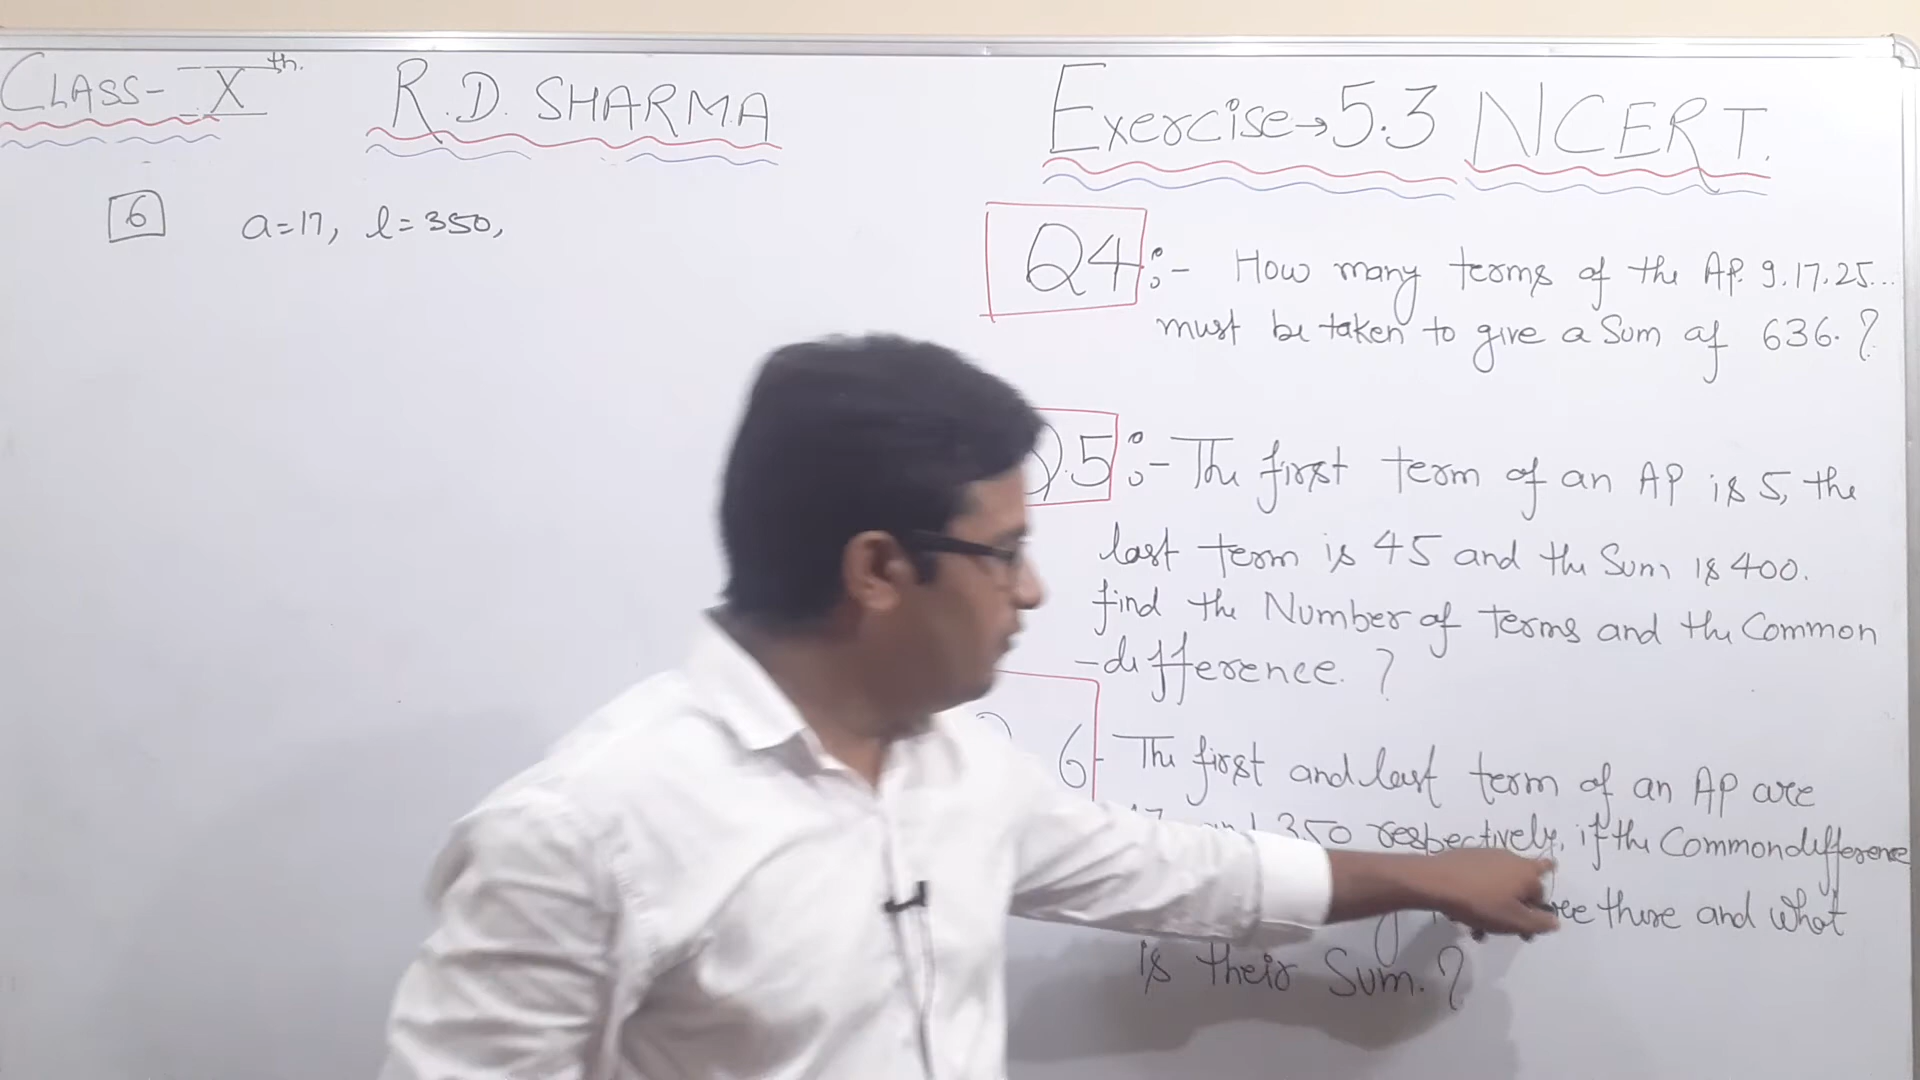 CLASS- Xth.
R.D. SHARMA
Exercise→5.3 NCERT.
6 a=17, l=350,
Q4:- How many terms of the AP. 9.17.25...
must be taken to give a Sum of 636. ?
5:- The first term of an AP is 5, the
last term is 45 and the Sum is 400.
find the Number of terms and the Common
-difference. ?
6- The first and last term of an AP are
350 respectively, if the Common difference
there and what
is their Sum. ?